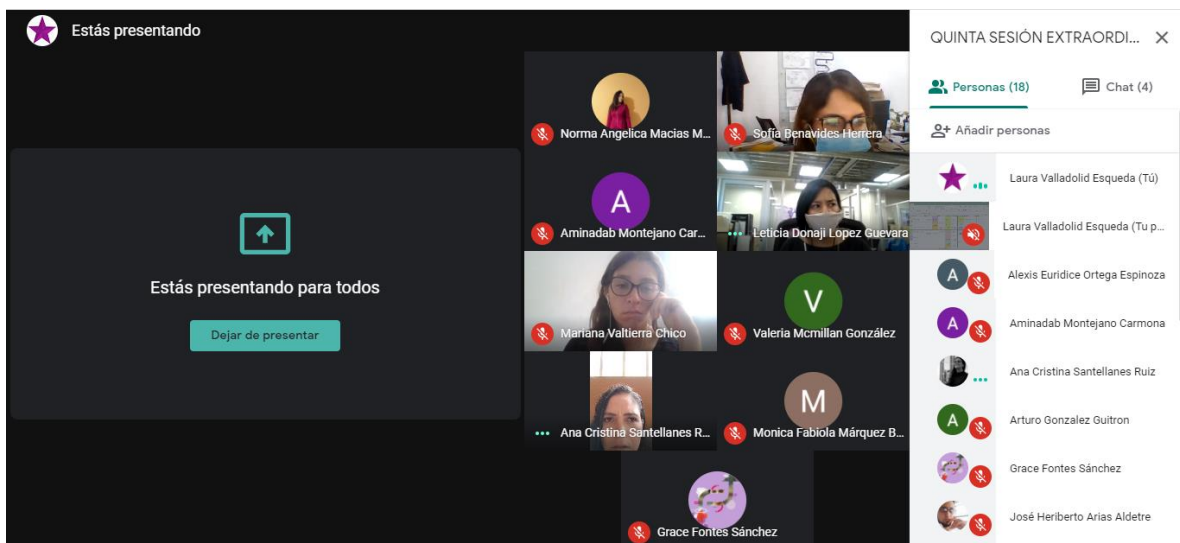 Estás presentando
Estás presentando para todos
Dejar de presentar
Norma Angelica Macias M...
Sofía Benavides Herrera
A
Aminadab Montejano Car...
Leticia Donaji Lopez Guevara
Mariana Valtierra Chico
V
Valeria Mcmillan González
Ana Cristina Santellanes R...
M
Monica Fabiola Márquez B...
Grace Fontes Sánchez
QUINTA SESIÓN EXTRAORDI...
Personas (18)
Chat (4)
Añadir personas
Laura Valladolid Esqueda (Tú)
Laura Valladolid Esqueda (Tu p...
A
Alexis Euridice Ortega Espinoza
A
Aminadab Montejano Carmona
Ana Cristina Santellanes Ruiz
A
Arturo Gonzalez Guitron
Grace Fontes Sánchez
José Heriberto Arias Aldetre